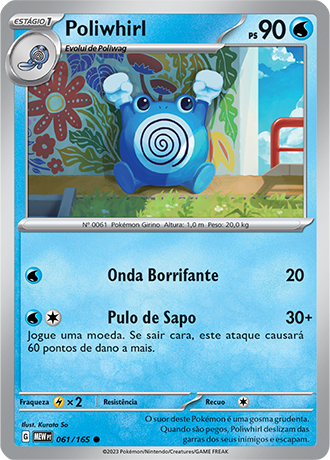 ESTÁGIO 1
Poliwhirl
PS 90
Evolui de Poliwag
Nº 0061 Pokémon Girino Altura: 1,0 m Peso: 20,0 kg
Onda Borrifante 20
Pulo de Sapo 30+
Jogue uma moeda. Se sair cara, este ataque causará
60 pontos de dano a mais.
Fraqueza ×2 Resistência Recuo
Ilust. Kurata So
G MEW PT 061/165
O suor deste Pokémon é uma gosma grudenta.
Quando são pegos, Poliwhirl deslizam das
garras dos seus inimigos e escapam.
©2023 Pokémon/Nintendo/Creatures/GAME FREAK